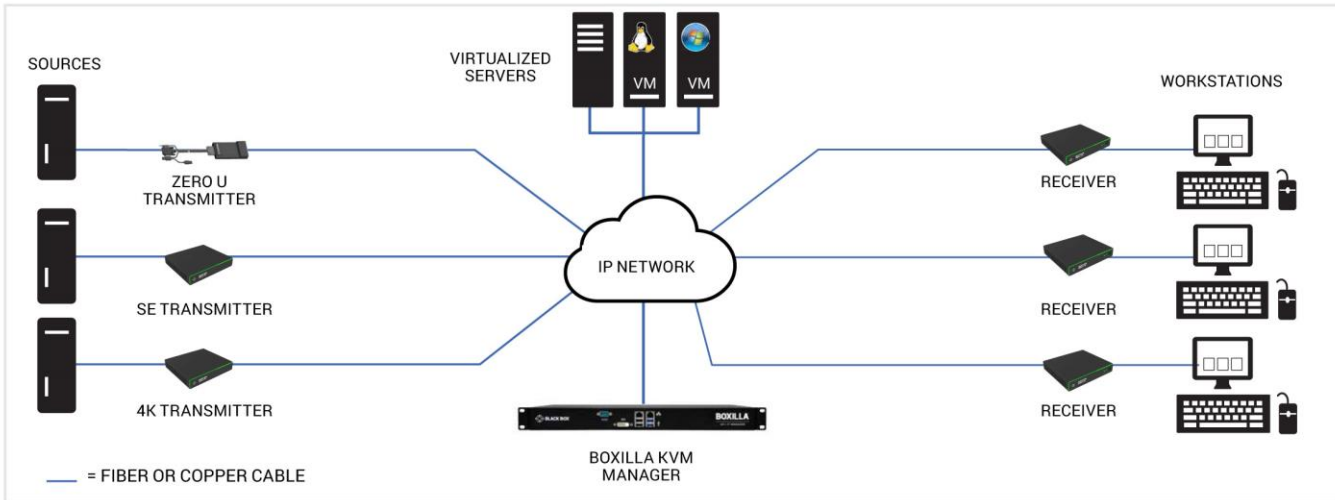 SOURCES
VIRTUALIZED
SERVERS
VM
VM
WORKSTATIONS
ZERO U
TRANSMITTER
RECEIVER
IP NETWORK
SE TRANSMITTER
RECEIVER
4K TRANSMITTER
RECEIVER
BLACK BOX
BOXILLA
BOXILLA KVM
MANAGER
= FIBER OR COPPER CABLE